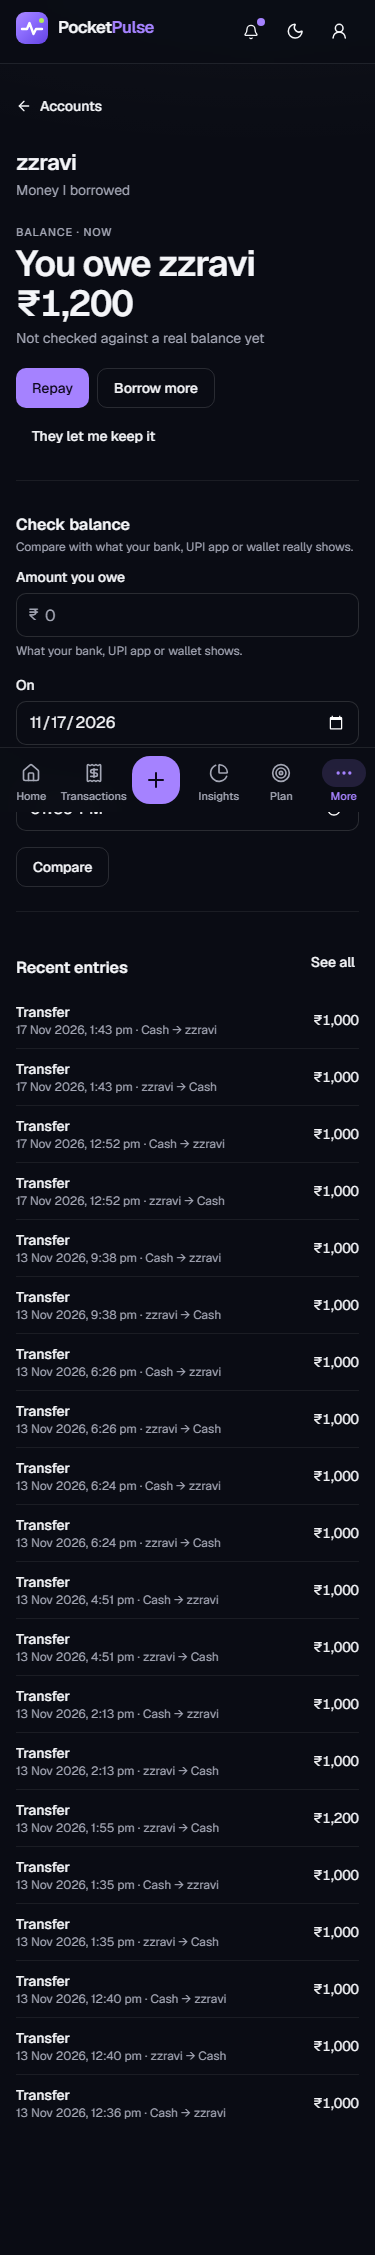 PocketPulse
Accounts
zzravi
Money I borrowed
BALANCE · NOW
You owe zzravi
₹1,200
Not checked against a real balance yet
Repay
Borrow more
They let me keep it
Check balance
Compare with what your bank, UPI app or wallet really shows.
Amount you owe
₹ 0
What your bank, UPI app or wallet shows.
On
11/17/2026
Home
Transactions
Insights
Plan
More
Compare
Recent entries
See all
Transfer
₹1,000
17 Nov 2026, 1:43 pm · Cash → zzravi
Transfer
₹1,000
17 Nov 2026, 1:43 pm · zzravi → Cash
Transfer
₹1,000
17 Nov 2026, 12:52 pm · Cash → zzravi
Transfer
₹1,000
17 Nov 2026, 12:52 pm · zzravi → Cash
Transfer
₹1,000
13 Nov 2026, 9:38 pm · Cash → zzravi
Transfer
₹1,000
13 Nov 2026, 9:38 pm · zzravi → Cash
Transfer
₹1,000
13 Nov 2026, 6:26 pm · Cash → zzravi
Transfer
₹1,000
13 Nov 2026, 6:26 pm · zzravi → Cash
Transfer
₹1,000
13 Nov 2026, 6:24 pm · Cash → zzravi
Transfer
₹1,000
13 Nov 2026, 6:24 pm · zzravi → Cash
Transfer
₹1,000
13 Nov 2026, 4:51 pm · Cash → zzravi
Transfer
₹1,000
13 Nov 2026, 4:51 pm · zzravi → Cash
Transfer
₹1,000
13 Nov 2026, 2:13 pm · Cash → zzravi
Transfer
₹1,000
13 Nov 2026, 2:13 pm · zzravi → Cash
Transfer
₹1,200
13 Nov 2026, 1:55 pm · zzravi → Cash
Transfer
₹1,000
13 Nov 2026, 1:35 pm · Cash → zzravi
Transfer
₹1,000
13 Nov 2026, 1:35 pm · zzravi → Cash
Transfer
₹1,000
13 Nov 2026, 12:40 pm · Cash → zzravi
Transfer
₹1,000
13 Nov 2026, 12:40 pm · zzravi → Cash
Transfer
₹1,000
13 Nov 2026, 12:36 pm · Cash → zzravi